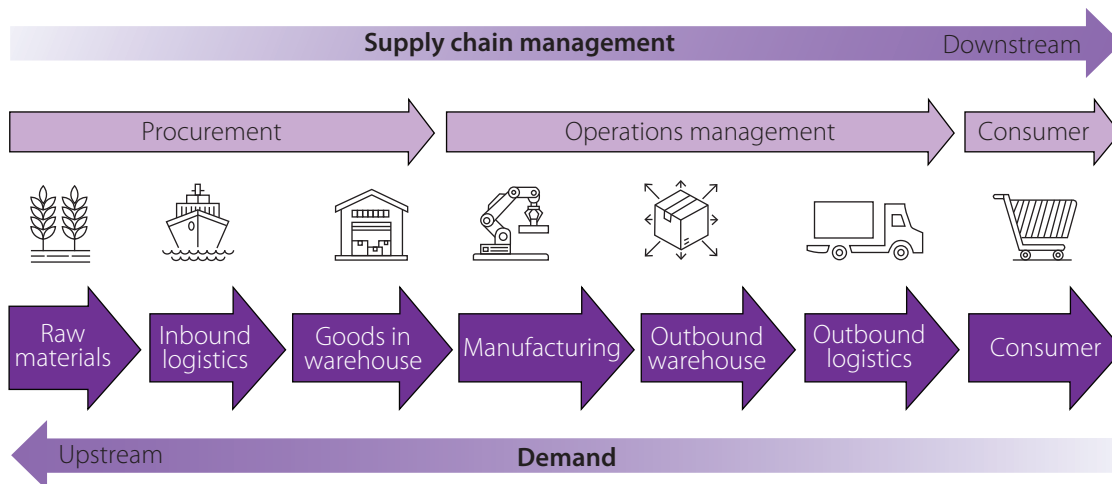 Supply chain management
Downstream
Procurement
Operations management
Consumer
Raw
materials
Inbound
logistics
Goods in
warehouse
Manufacturing
Outbound
warehouse
Outbound
logistics
Consumer
Upstream
Demand